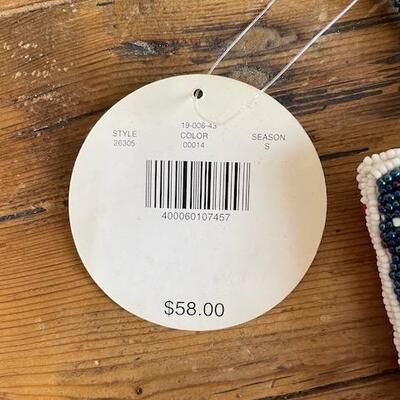 19-006-43
STYLE COLOR SEASON
26305 00014 S
400060107457
$58.00